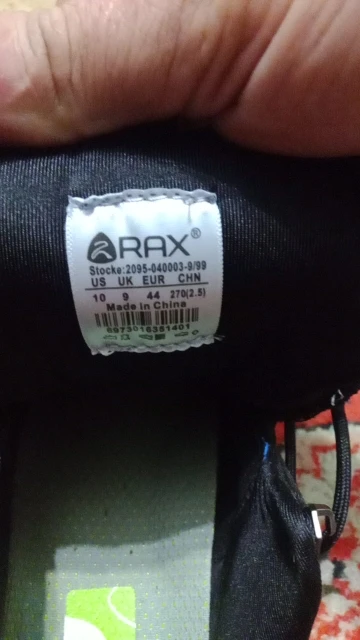 RAX®
Stocke:2095-040003-9/99
US UK EUR CHN
10 9 44 270(2.5)
Made in China
6973016351401